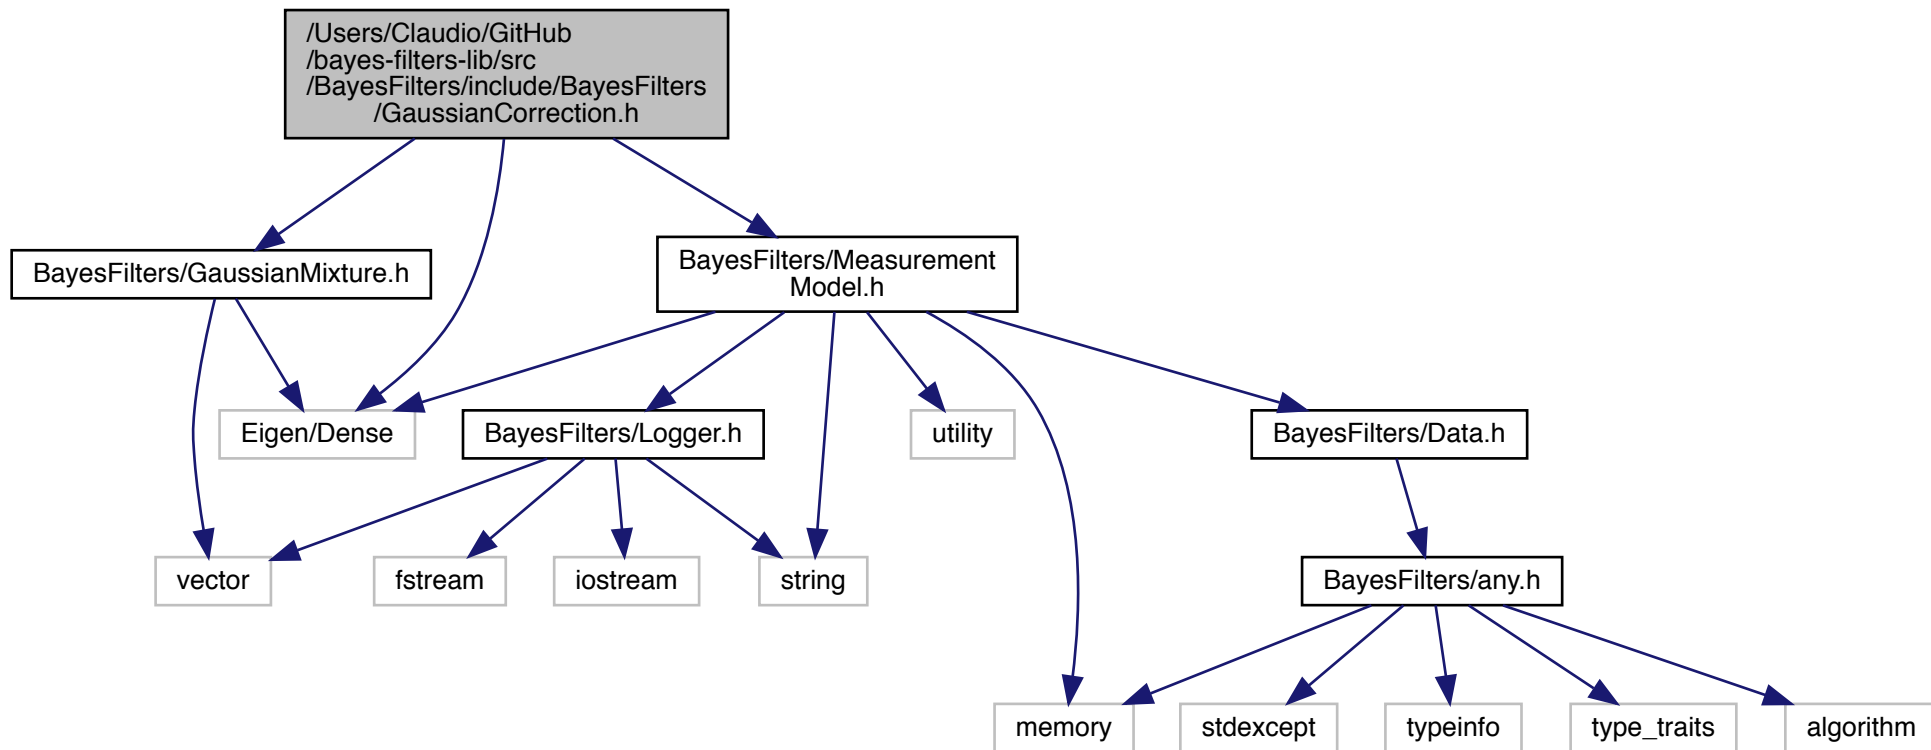 /Users/Claudio/GitHub
/bayes-filters-lib/src
/BayesFilters/include/BayesFilters
/GaussianCorrection.h
BayesFilters/GaussianMixture.h
BayesFilters/Measurement
Model.h
Eigen/Dense
BayesFilters/Logger.h
utility
BayesFilters/Data.h
vector
fstream
iostream
string
BayesFilters/any.h
memory
stdexcept
typeinfo
type_traits
algorithm